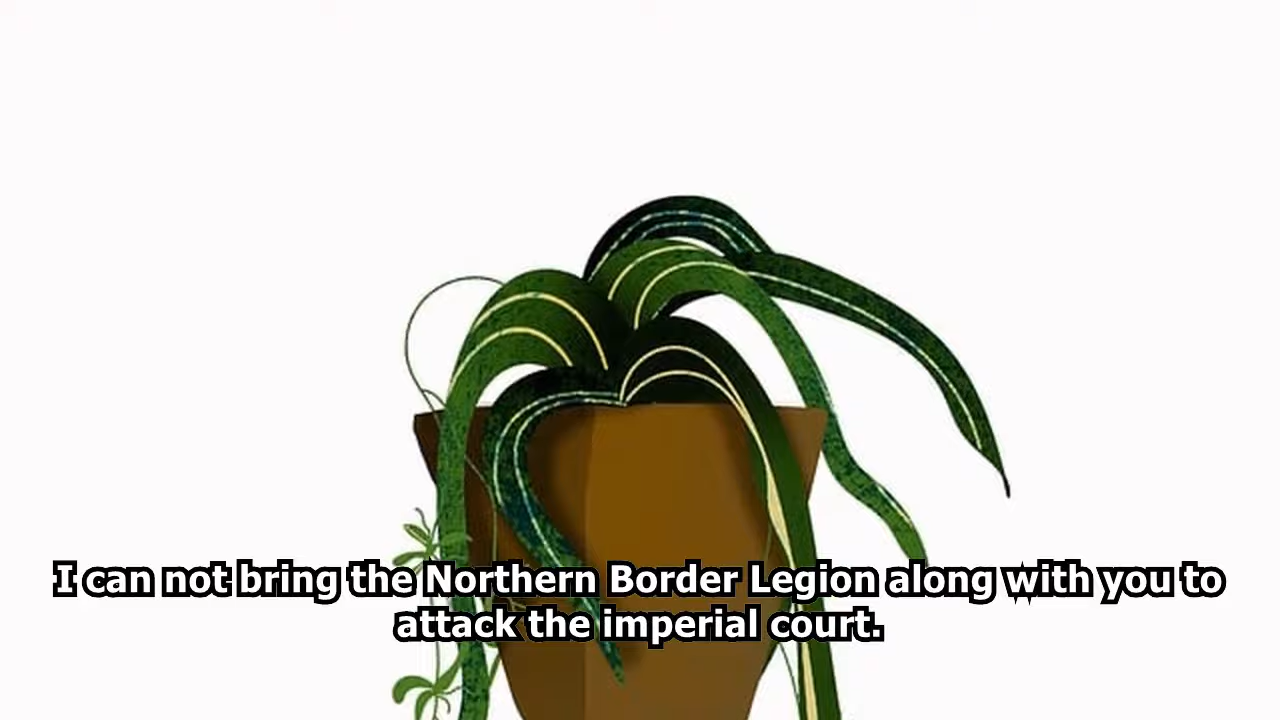 I can not bring the Northern Border Legion along with you to
attack the imperial court.